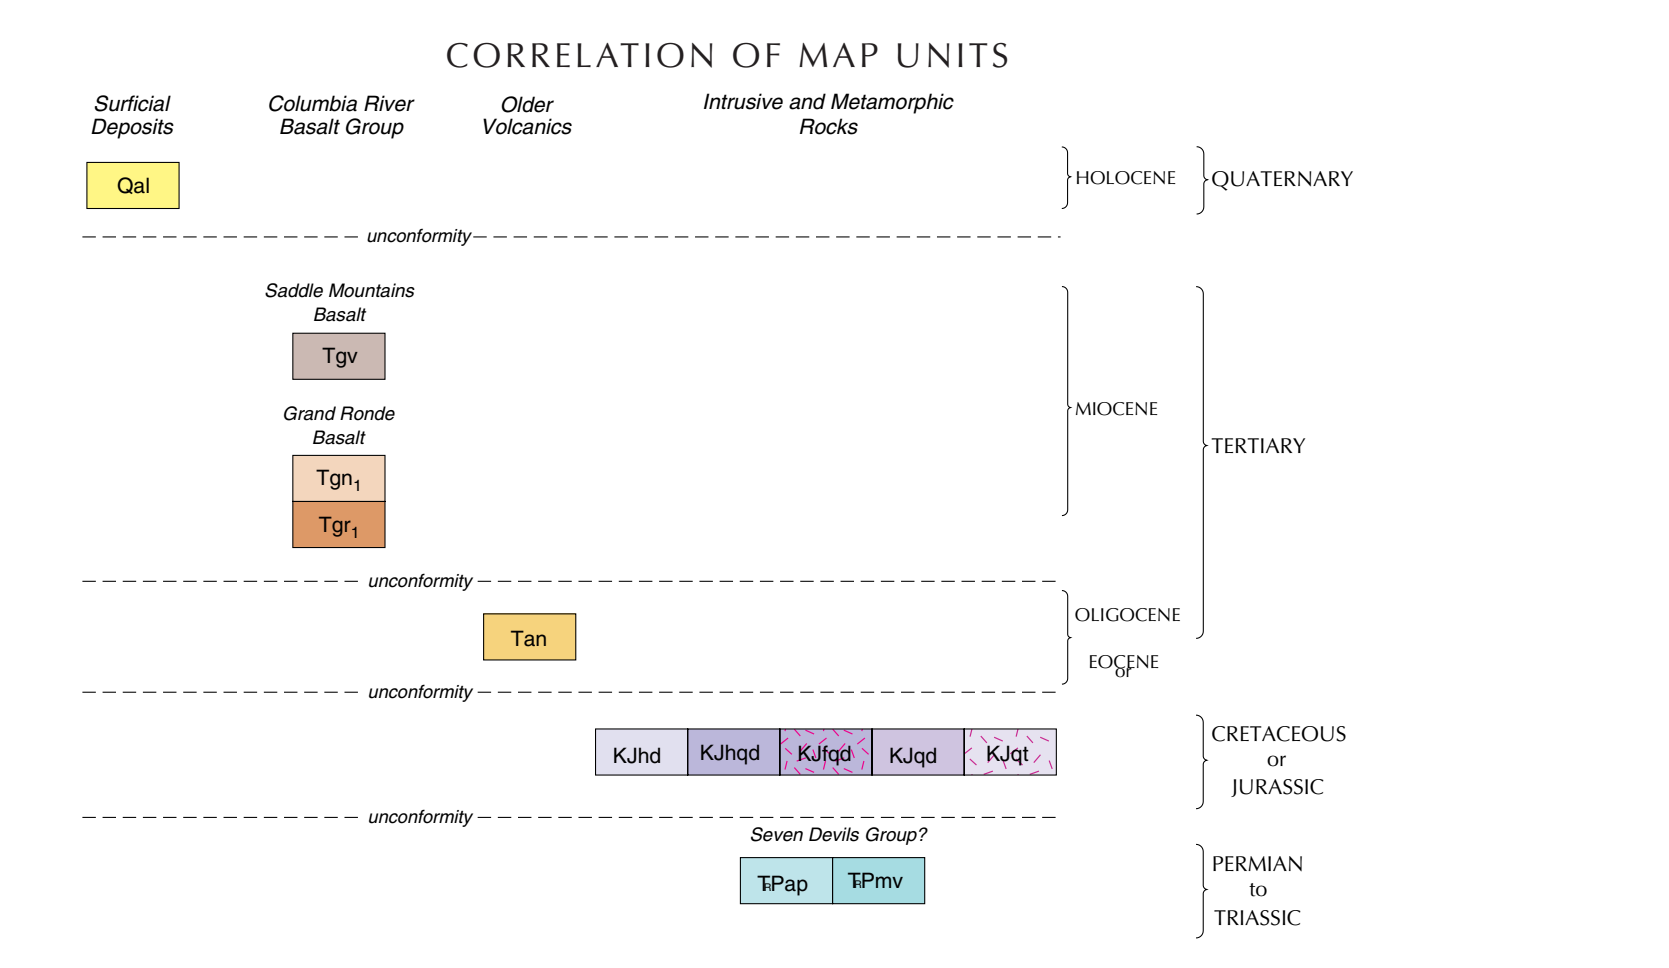 CORRELATION OF MAP UNITS
Surficial
Deposits
Columbia River
Basalt Group
Older
Volcanics
Intrusive and Metamorphic
Rocks
Qal
HOLOCENE
QUATERNARY
unconformity
Saddle Mountains
Basalt
Tgv
Grand Ronde
Basalt
Tgn1
Tgr1
MIOCENE
TERTIARY
unconformity
Tan
OLIGOCENE
EOCENE
or
unconformity
KJhd
KJhqd
KJfqd
KJqd
KJqt
CRETACEOUS
or
JURASSIC
unconformity
Seven Devils Group?
TRPap
TRPmv
PERMIAN
to
TRIASSIC